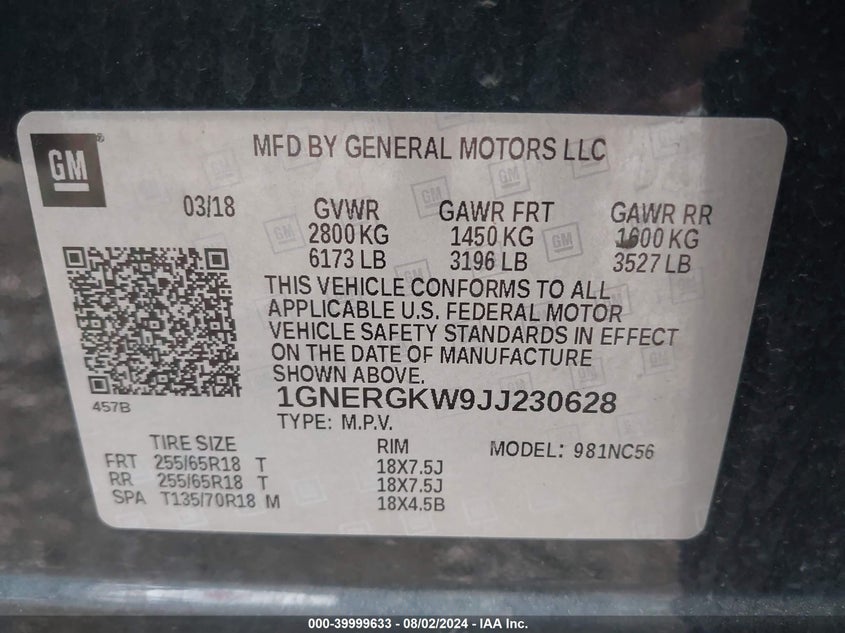 GM
MFD BY GENERAL MOTORS LLC
03/18 GVWR GAWR FRT GAWR RR
2800 KG 1450 KG 1600 KG
6173 LB 3196 LB 3527 LB
THIS VEHICLE CONFORMS TO ALL
APPLICABLE U.S. FEDERAL MOTOR
VEHICLE SAFETY STANDARDS IN EFFECT
ON THE DATE OF MANUFACTURE
SHOWN ABOVE.
457B
1GNERGKW9JJ230628
TYPE: M.P.V.
TIRE SIZE RIM MODEL: 981NC56
FRT 255/65R18 T 18X7.5J
RR 255/65R18 T 18X7.5J
SPA T135/70R18 M 18X4.5B
000-39999633 - 08/02/2024 - IAA Inc.